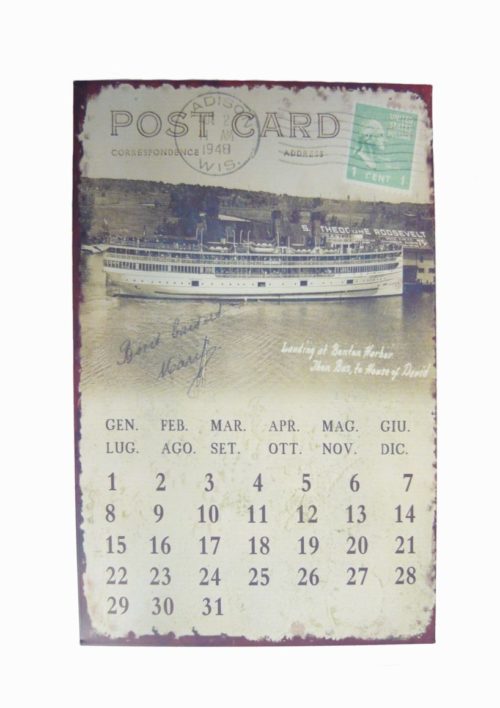 POST CARD
CORRESPONDENCE ADDRESS
MADISON
2
AM
1948
WIS.
UNITED STATES
1 CENT 1
S.S. THEODORE ROOSEVELT
Mary
Landing at Benton Harbor
Then Bus, to House of David
GEN. FEB. MAR. APR. MAG. GIU.
LUG. AGO. SET. OTT. NOV. DIC.
1 2 3 4 5 6 7
8 9 10 11 12 13 14
15 16 17 18 19 20 21
22 23 24 25 26 27 28
29 30 31